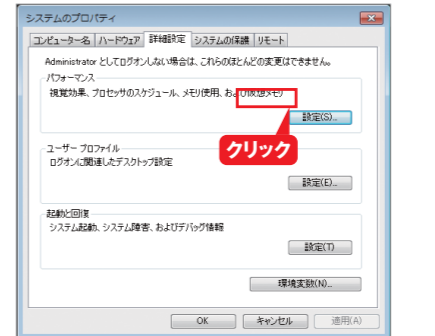 システムのプロパティ
コンピューター名 ハードウェア 詳細設定 システムの保護 リモート
Administrator としてログオンしない場合は、これらのほとんどの変更はできません。
パフォーマンス
視覚効果、プロセッサのスケジュール、メモリ使用、および仮想メモリ
設定(S)...
クリック
ユーザー プロファイル
ログオンに関連したデスクトップ設定
設定(E)...
起動と回復
システム起動、システム障害、およびデバッグ情報
設定(T)
環境変数(N)...
OK キャンセル 適用(A)